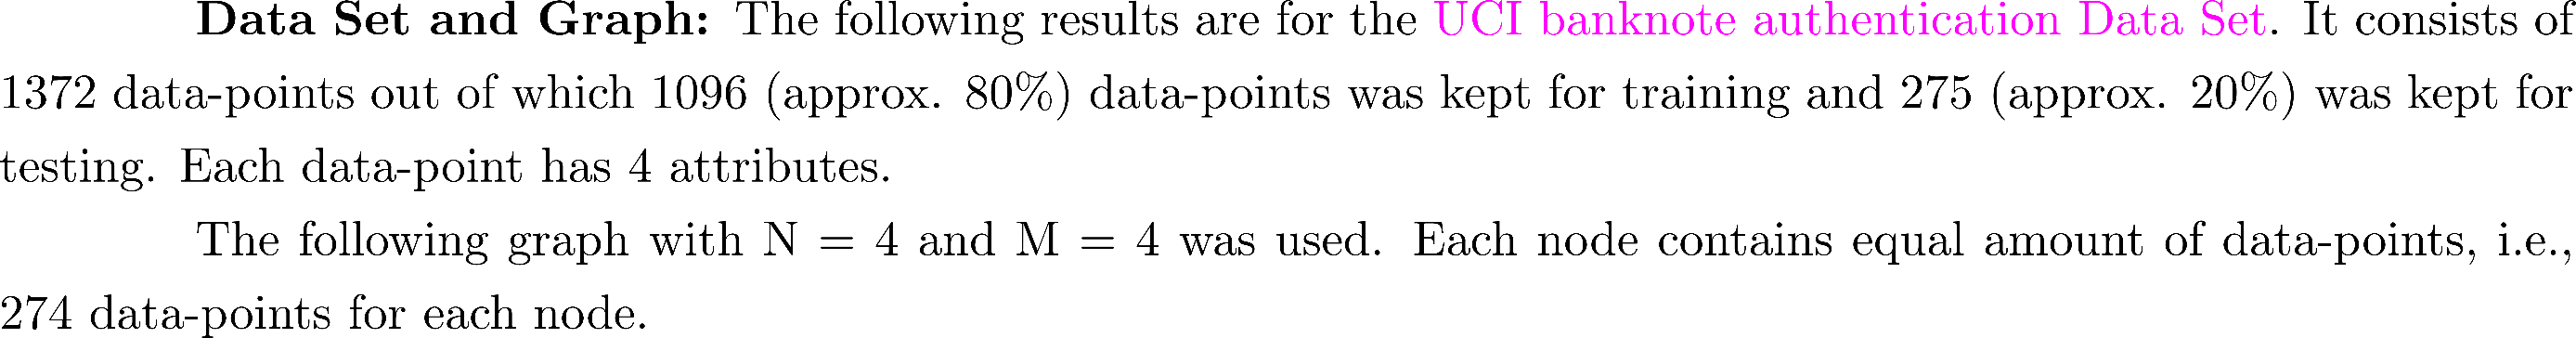 Data Set and Graph: The following results are for the UCI banknote authentication Data Set. It consists of
1372 data-points out of which 1096 (approx. 80%) data-points was kept for training and 275 (approx. 20%) was kept for
testing. Each data-point has 4 attributes.
The following graph with N = 4 and M = 4 was used. Each node contains equal amount of data-points, i.e.,
274 data-points for each node.